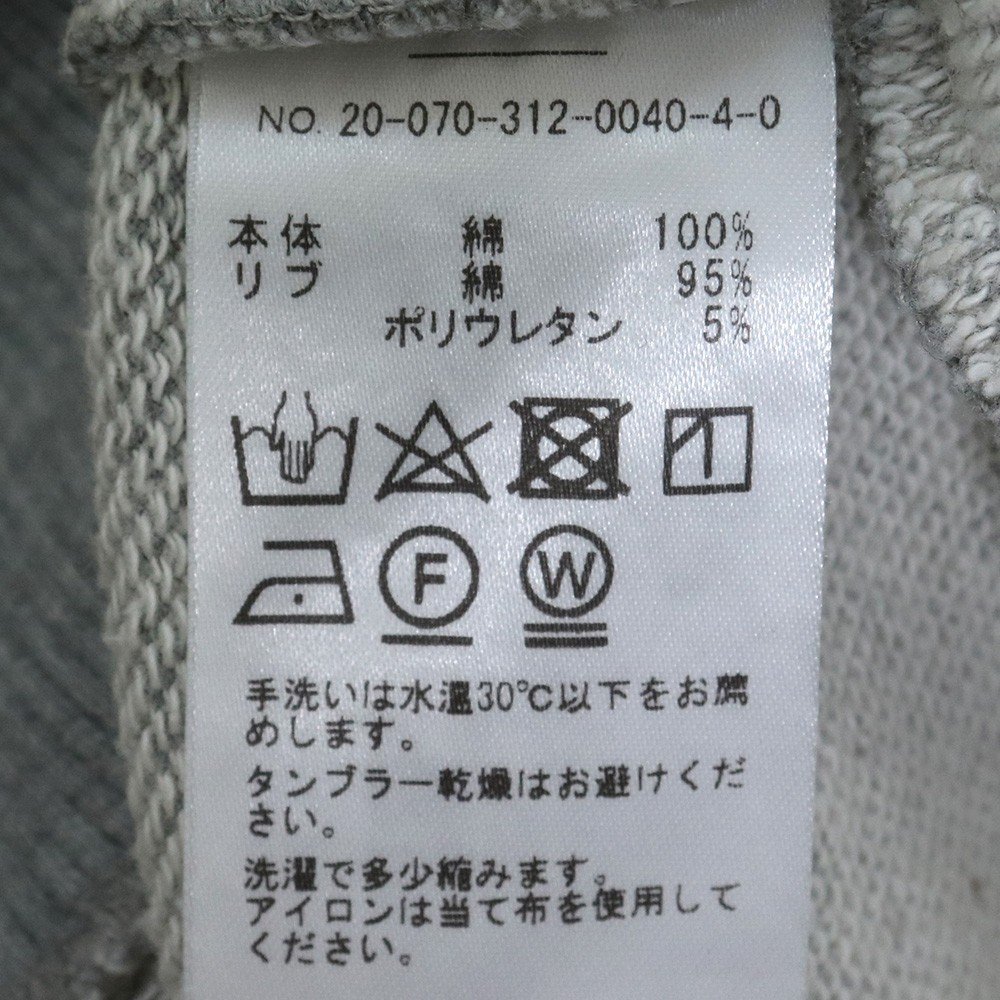 NO. 20-070-312-0040-4-0
本体 綿 100%
リブ 綿 95%
ポリウレタン 5%
F W
手洗いは水温30℃以下をお薦
めします。
タンブラー乾燥はお避けくだ
さい。
洗濯で多少縮みます。
アイロンは当て布を使用して
ください。